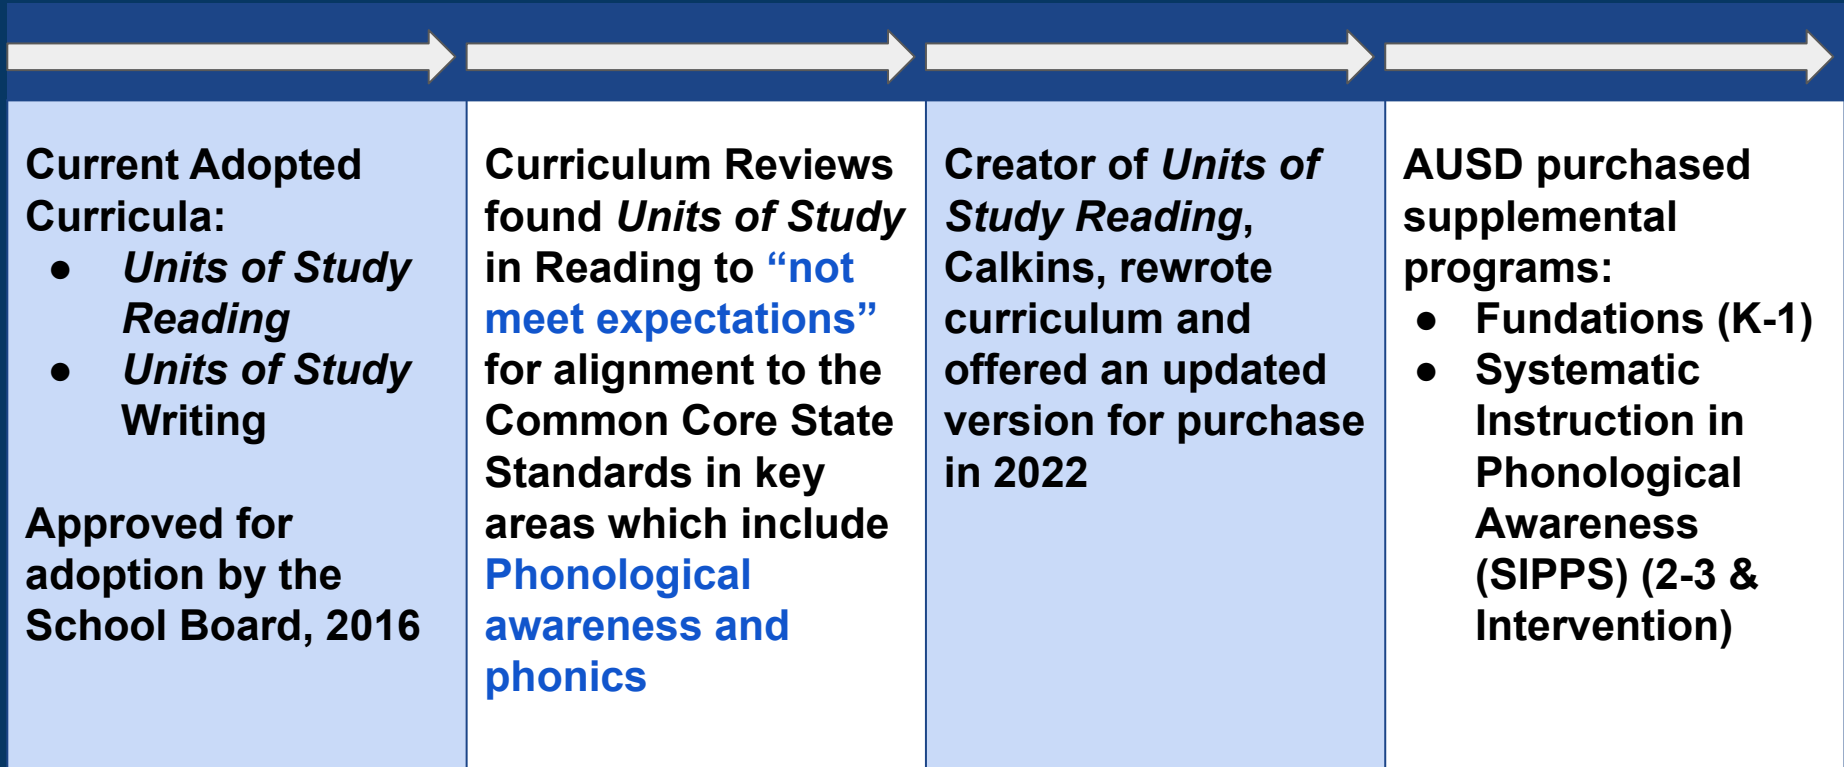 Current Adopted
Curricula:
● Units of Study
Reading
● Units of Study
Writing
Approved for
adoption by the
School Board, 2016
Curriculum Reviews
found Units of Study
in Reading to “not
meet expectations”
for alignment to the
Common Core State
Standards in key
areas which include
Phonological
awareness and
phonics
Creator of Units of
Study Reading,
Calkins, rewrote
curriculum and
offered an updated
version for purchase
in 2022
AUSD purchased
supplemental
programs:
● Fundations (K-1)
● Systematic
Instruction in
Phonological
Awareness
(SIPPS) (2-3 &
Intervention)